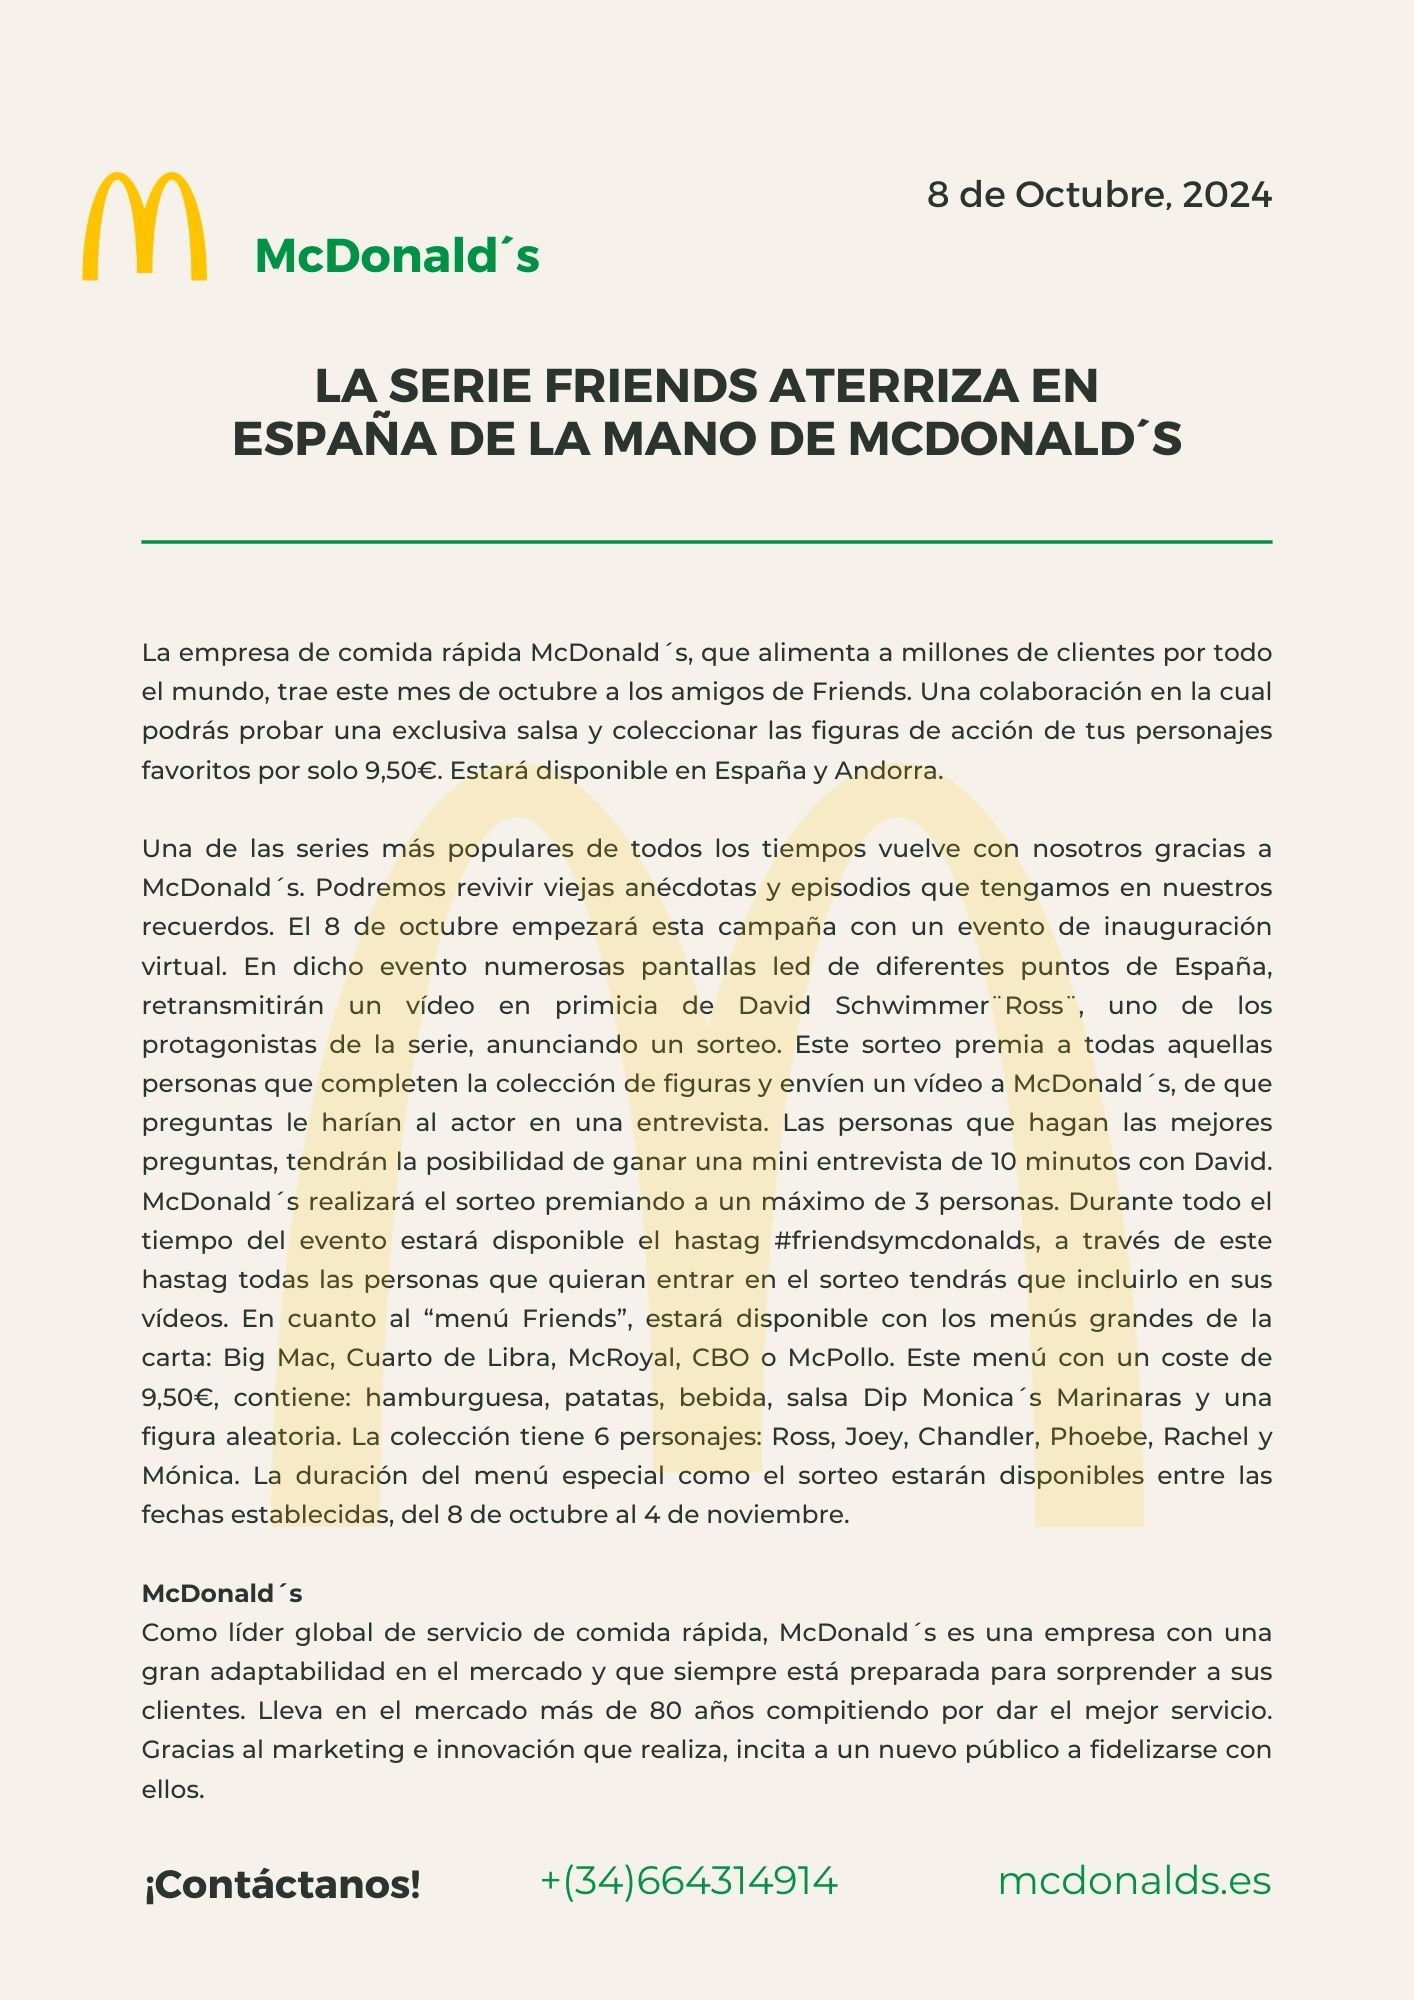 8 de Octubre, 2024
McDonald´s
LA SERIE FRIENDS ATERRIZA EN
ESPAÑA DE LA MANO DE MCDONALD´S
La empresa de comida rápida McDonald´s, que alimenta a millones de clientes por todo
el mundo, trae este mes de octubre a los amigos de Friends. Una colaboración en la cual
podrás probar una exclusiva salsa y coleccionar las figuras de acción de tus personajes
favoritos por solo 9,50€. Estará disponible en España y Andorra.
Una de las series más populares de todos los tiempos vuelve con nosotros gracias a
McDonald´s. Podremos revivir viejas anécdotas y episodios que tengamos en nuestros
recuerdos. El 8 de octubre empezará esta campaña con un evento de inauguración
virtual. En dicho evento numerosas pantallas led de diferentes puntos de España,
retransmitirán un vídeo en primicia de David Schwimmer¨Ross¨, uno de los
protagonistas de la serie, anunciando un sorteo. Este sorteo premia a todas aquellas
personas que completen la colección de figuras y envíen un vídeo a McDonald´s, de que
preguntas le harían al actor en una entrevista. Las personas que hagan las mejores
preguntas, tendrán la posibilidad de ganar una mini entrevista de 10 minutos con David.
McDonald´s realizará el sorteo premiando a un máximo de 3 personas. Durante todo el
tiempo del evento estará disponible el hastag #friendsymcdonalds, a través de este
hastag todas las personas que quieran entrar en el sorteo tendrás que incluirlo en sus
vídeos. En cuanto al “menú Friends”, estará disponible con los menús grandes de la
carta: Big Mac, Cuarto de Libra, McRoyal, CBO o McPollo. Este menú con un coste de
9,50€, contiene: hamburguesa, patatas, bebida, salsa Dip Monica´s Marinaras y una
figura aleatoria. La colección tiene 6 personajes: Ross, Joey, Chandler, Phoebe, Rachel y
Mónica. La duración del menú especial como el sorteo estarán disponibles entre las
fechas establecidas, del 8 de octubre al 4 de noviembre.
McDonald´s
Como líder global de servicio de comida rápida, McDonald´s es una empresa con una
gran adaptabilidad en el mercado y que siempre está preparada para sorprender a sus
clientes. Lleva en el mercado más de 80 años compitiendo por dar el mejor servicio.
Gracias al marketing e innovación que realiza, incita a un nuevo público a fidelizarse con
ellos.
¡Contáctanos!
+(34)664314914
mcdonalds.es